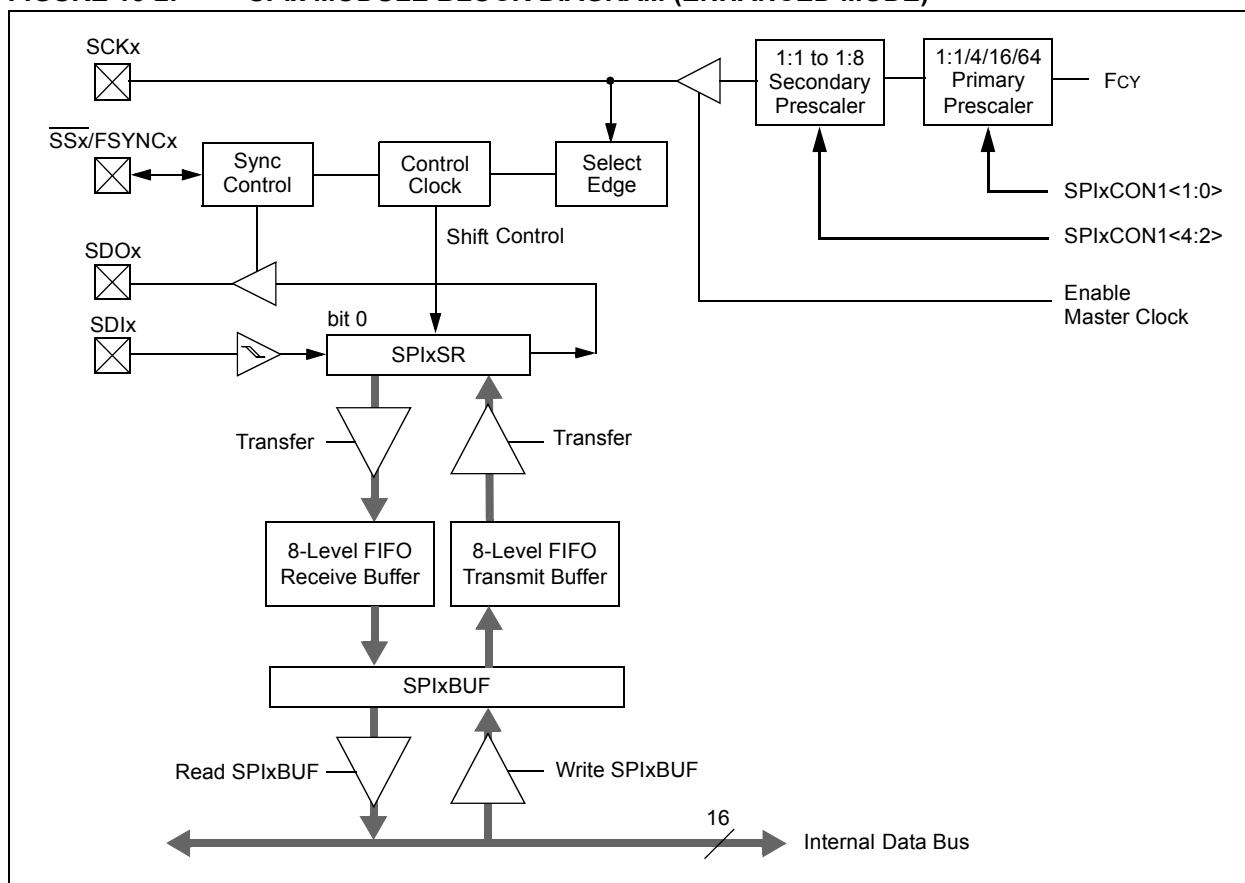 SCKx
1:1 to 1:8
Secondary
Prescaler
1:1/4/16/64
Primary
Prescaler
FCY
SSx/FSYNCx
Sync
Control
Control
Clock
Select
Edge
SPIxCON1<1:0>
SPIxCON1<4:2>
Shift Control
SDOx
Enable
Master Clock
bit 0
SDIx
SPIxSR
Transfer
Transfer
8-Level FIFO
Receive Buffer
8-Level FIFO
Transmit Buffer
SPIxBUF
Read SPIxBUF
Write SPIxBUF
16
Internal Data Bus